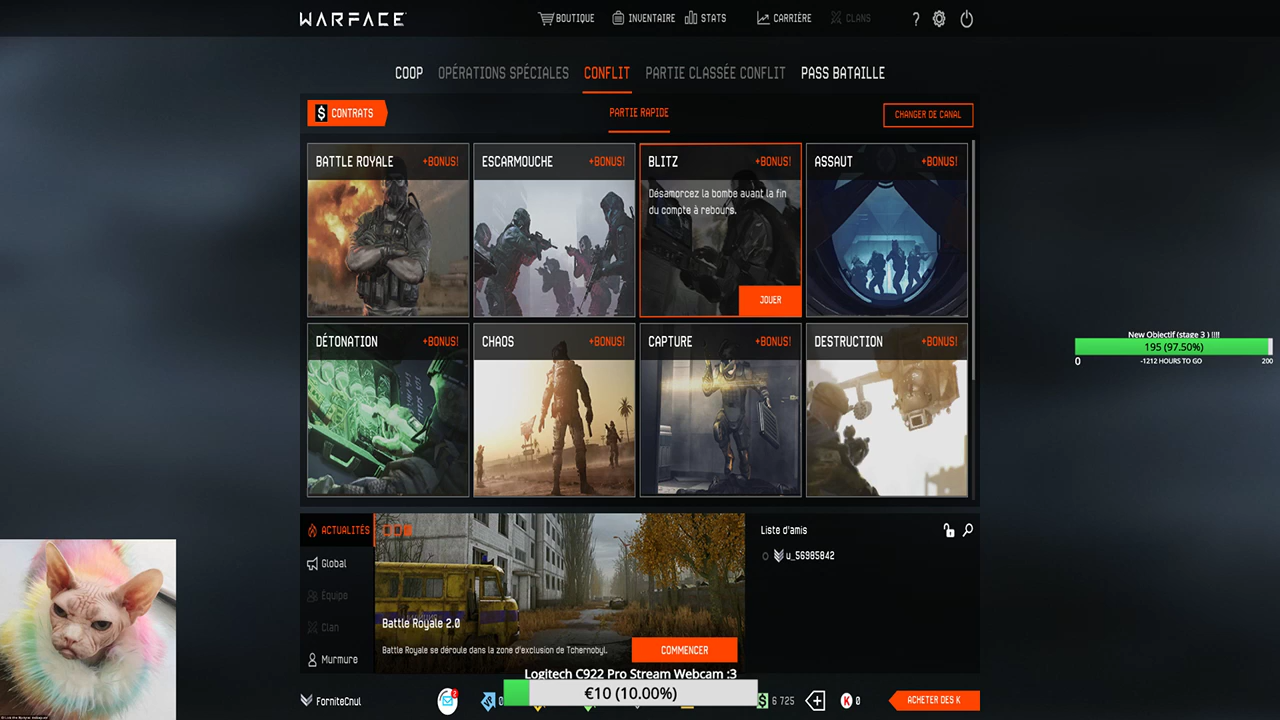 WARFACE
BOUTIQUE
INVENTAIRE
STATS
CARRIÈRE
CLANS
?
COOP
OPÉRATIONS SPÉCIALES
CONFLIT
PARTIE CLASSÉE CONFLIT
PASS BATAILLE
$ CONTRATS
PARTIE RAPIDE
CHANGER DE CANAL
BATTLE ROYALE +BONUS!
ESCARMOUCHE +BONUS!
BLITZ +BONUS!
Désamorcez la bombe avant la fin
du compte à rebours.
JOUER
ASSAUT +BONUS!
DÉTONATION +BONUS!
CHAOS +BONUS!
CAPTURE +BONUS!
DESTRUCTION +BONUS!
New Objectif (stage 3 ) !!!!
195 (97.50%)
0 -1212 HOURS TO GO 200
ACTUALITÉS
Global
Équipe
Clan
Murmure
Battle Royale 2.0
Battle Royale se déroule dans la zone d'exclusion de Tchernobyl.
COMMENCER
Liste d'amis
u_56985842
Logitech C922 Pro Stream Webcam :3
€10 (10.00%)
ForniteCnul
2
0
$ 6 725
K 0
ACHETER DES K